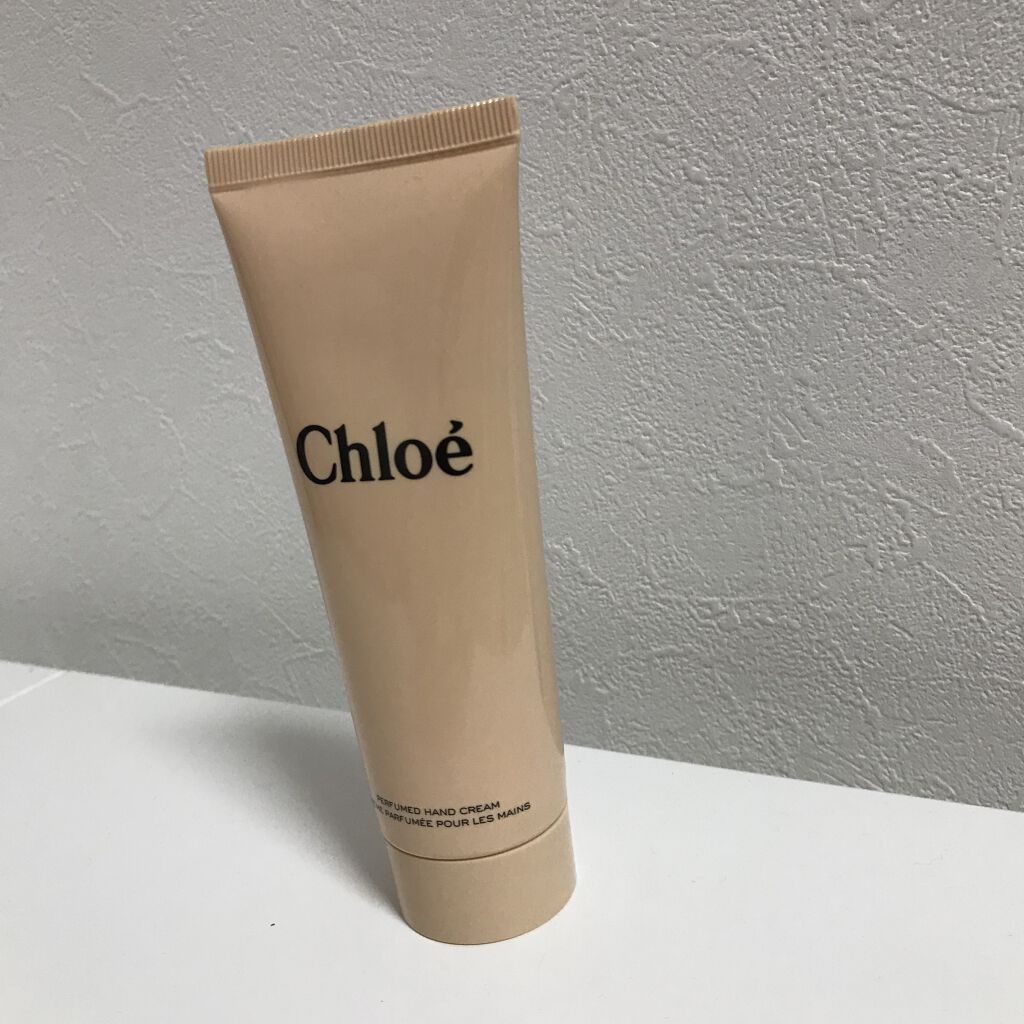 Chloé
PERFUMED HAND CREAM
PARFUMÉE POUR LES MAINS